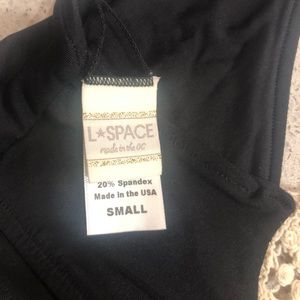 L★SPACE
made in the OC
20% Spandex
Made in the USA
SMALL